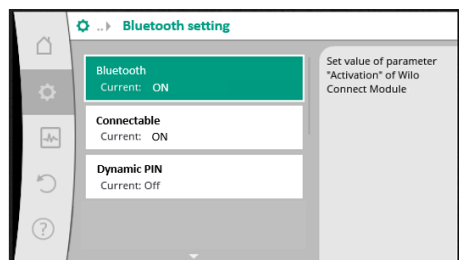 ..▸ Bluetooth setting
Bluetooth
Current: ON
Connectable
Current: ON
Dynamic PIN
Current: Off
Set value of parameter
"Activation" of Wilo
Connect Module
?